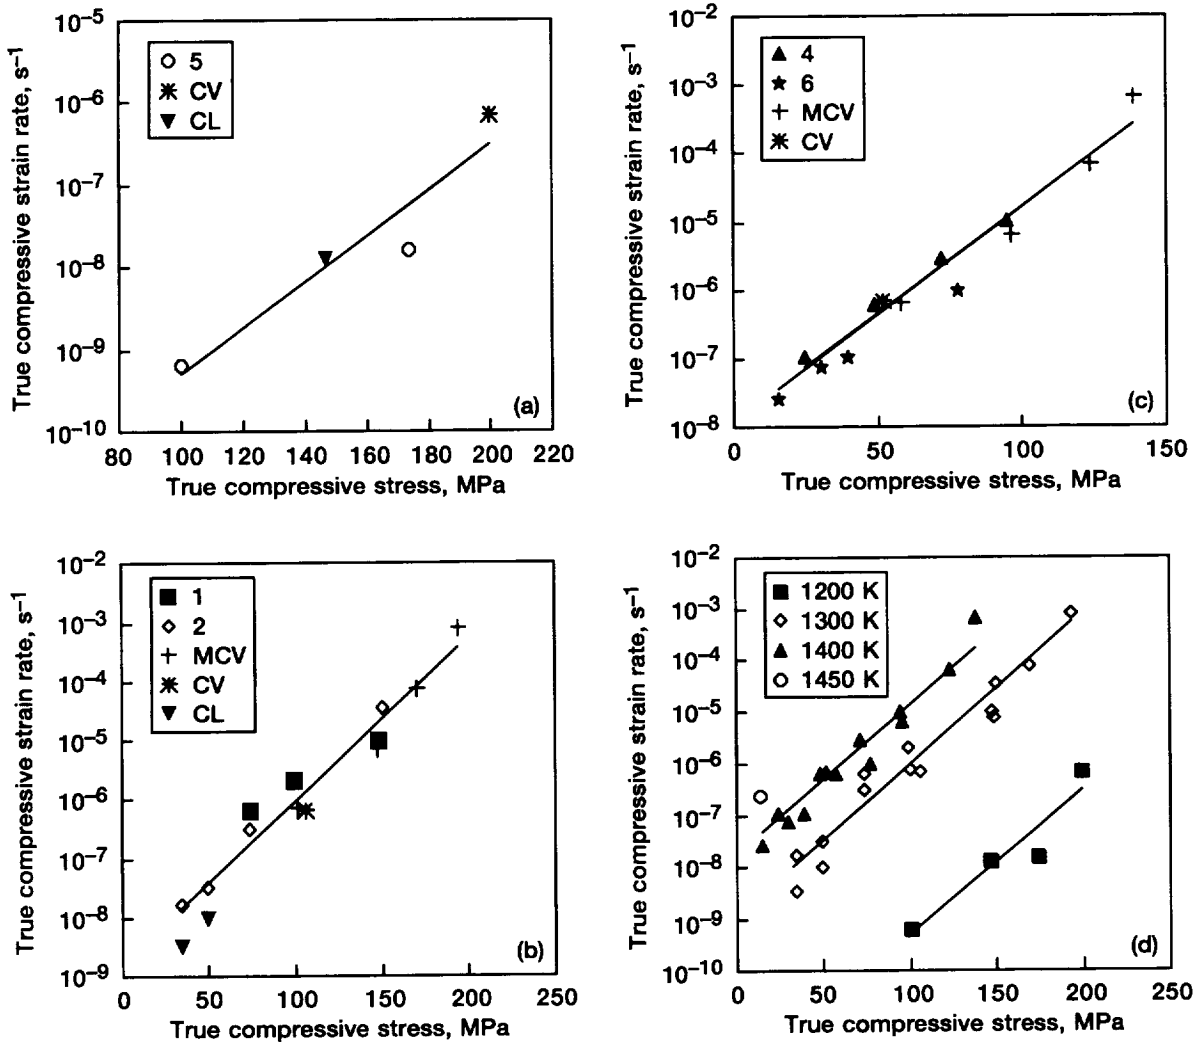 10⁻⁵
10⁻⁶
10⁻⁷
10⁻⁸
10⁻⁹
10⁻¹⁰
True compressive strain rate, s⁻¹
5
CV
CL
(a)
80 100 120 140 160 180 200 220
True compressive stress, MPa
10⁻²
10⁻³
10⁻⁴
10⁻⁵
10⁻⁶
10⁻⁷
10⁻⁸
True compressive strain rate, s⁻¹
4
6
MCV
CV
(c)
0 50 100 150
True compressive stress, MPa
10⁻²
10⁻³
10⁻⁴
10⁻⁵
10⁻⁶
10⁻⁷
10⁻⁸
10⁻⁹
True compressive strain rate, s⁻¹
1
2
MCV
CV
CL
(b)
0 50 100 150 200 250
True compressive stress, MPa
10⁻²
10⁻³
10⁻⁴
10⁻⁵
10⁻⁶
10⁻⁷
10⁻⁸
10⁻⁹
10⁻¹⁰
True compressive strain rate, s⁻¹
1200 K
1300 K
1400 K
1450 K
(d)
0 50 100 150 200 250
True compressive stress, MPa